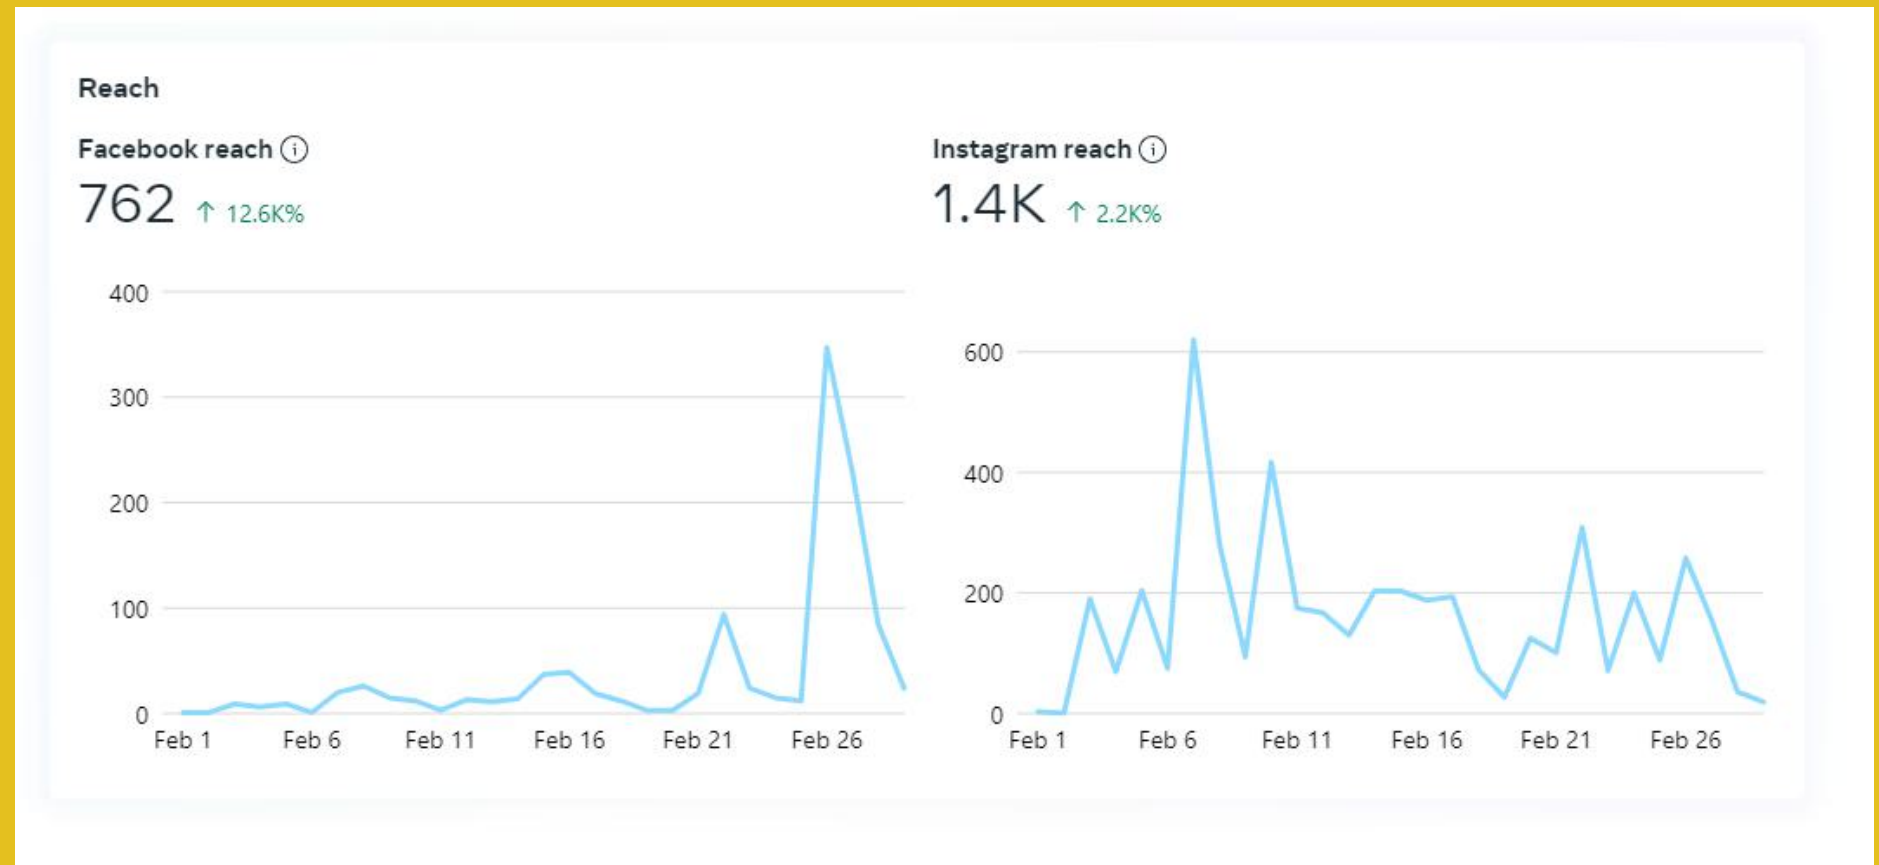 Reach
Facebook reach
762 ↑ 12.6K%
400
300
200
100
0
Feb 1 Feb 6 Feb 11 Feb 16 Feb 21 Feb 26
Instagram reach
1.4K ↑ 2.2K%
600
400
200
0
Feb 1 Feb 6 Feb 11 Feb 16 Feb 21 Feb 26